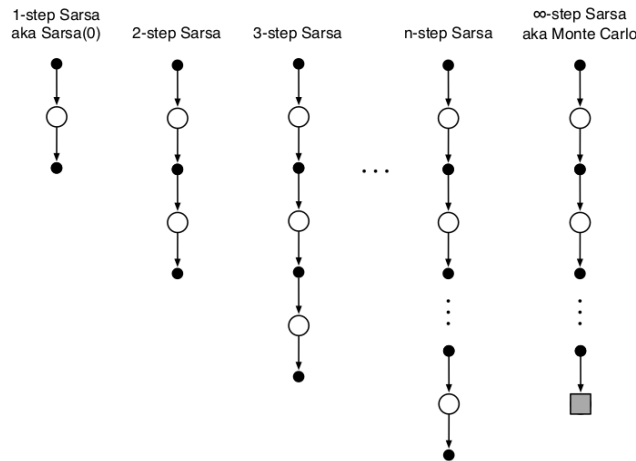 1-step Sarsa
aka Sarsa(0)
2-step Sarsa
3-step Sarsa
n-step Sarsa
∞-step Sarsa
aka Monte Carlo